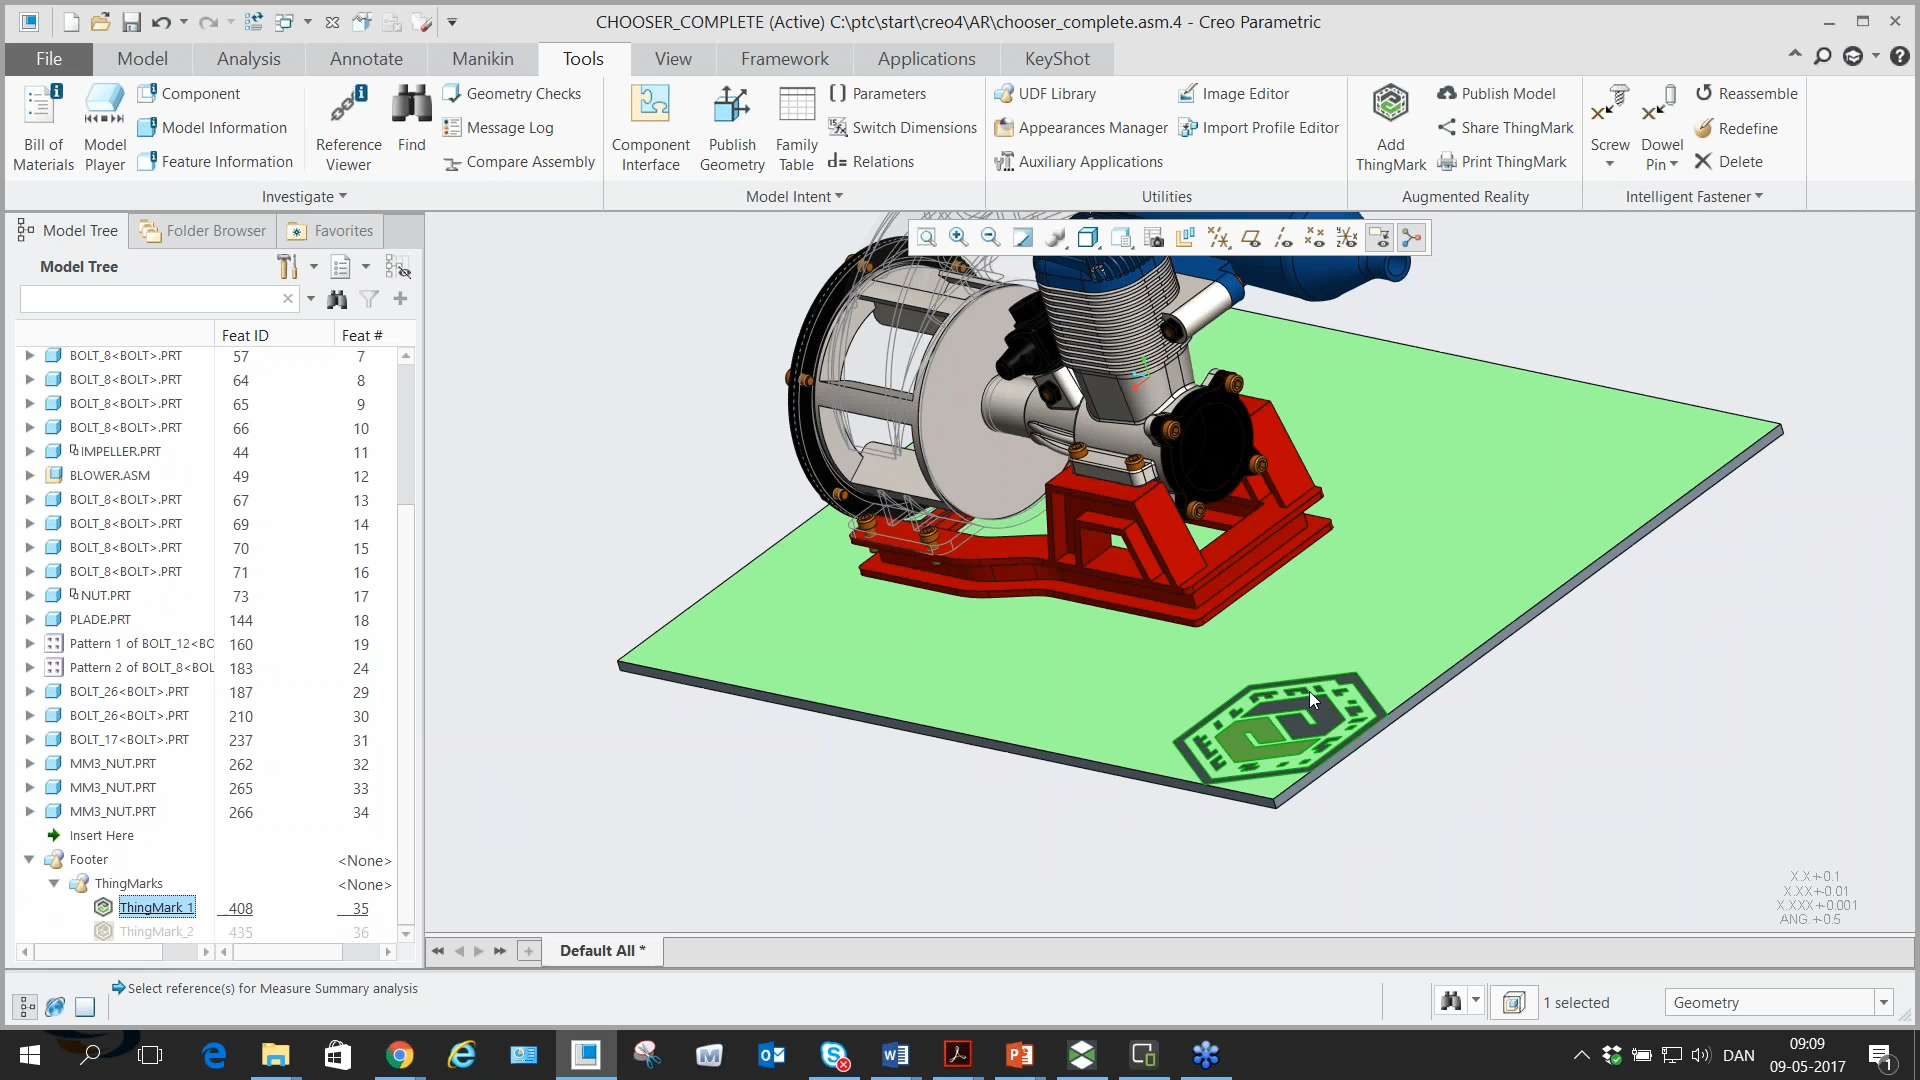 CHOOSER_COMPLETE (Active) C:\ptc\start\creo4\AR\chooser_complete.asm.4 - Creo Parametric
File Model Analysis Annotate Manikin Tools View Framework Applications KeyShot
Bill of Materials
Model Player
Component
Model Information
Feature Information
Reference Viewer
Find
Geometry Checks
Message Log
Compare Assembly
Component Interface
Publish Geometry
Family Table
Parameters
Switch Dimensions
Relations
UDF Library
Appearances Manager
Auxiliary Applications
Image Editor
Import Profile Editor
Add ThingMark
Publish Model
Share ThingMark
Print ThingMark
Screw
Dowel Pin
Reassemble
Redefine
Delete
Investigate Model Intent Utilities Augmented Reality Intelligent Fastener
Model Tree Folder Browser Favorites
Model Tree
Feat ID Feat #
BOLT_8<BOLT>.PRT 57 7
BOLT_8<BOLT>.PRT 64 8
BOLT_8<BOLT>.PRT 65 9
BOLT_8<BOLT>.PRT 66 10
IMPELLER.PRT 44 11
BLOWER.ASM 49 12
BOLT_8<BOLT>.PRT 67 13
BOLT_8<BOLT>.PRT 69 14
BOLT_8<BOLT>.PRT 70 15
BOLT_8<BOLT>.PRT 71 16
NUT.PRT 73 17
PLADE.PRT 144 18
Pattern 1 of BOLT_12<BO 160 19
Pattern 2 of BOLT_8<BOL 183 24
BOLT_26<BOLT>.PRT 187 29
BOLT_26<BOLT>.PRT 210 30
BOLT_17<BOLT>.PRT 237 31
MM3_NUT.PRT 262 32
MM3_NUT.PRT 265 33
MM3_NUT.PRT 266 34
Insert Here
Footer <None>
ThingMarks <None>
ThingMark_1 408 35
ThingMark_2 435 36
X.X+-0.1
X.XX+-0.01
X.XXX+-0.001
ANG.+-0.5
Default All *
Select reference(s) for Measure Summary analysis
1 selected
Geometry
DAN
09:09
09-05-2017
1